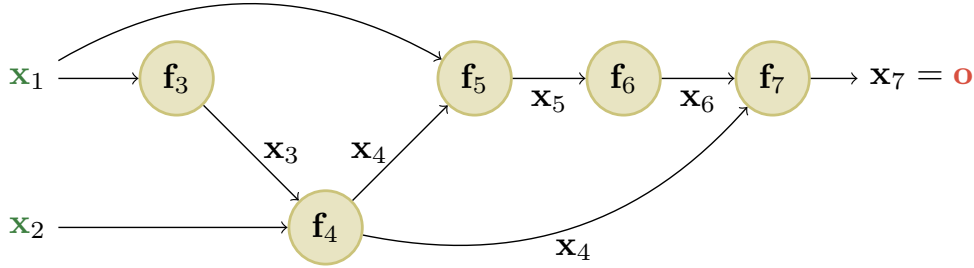 x₁ f₃ f₅ f₆ f₇ x₇ = o
x₅ x₆
x₃ x₄
x₂ f₄
x₄